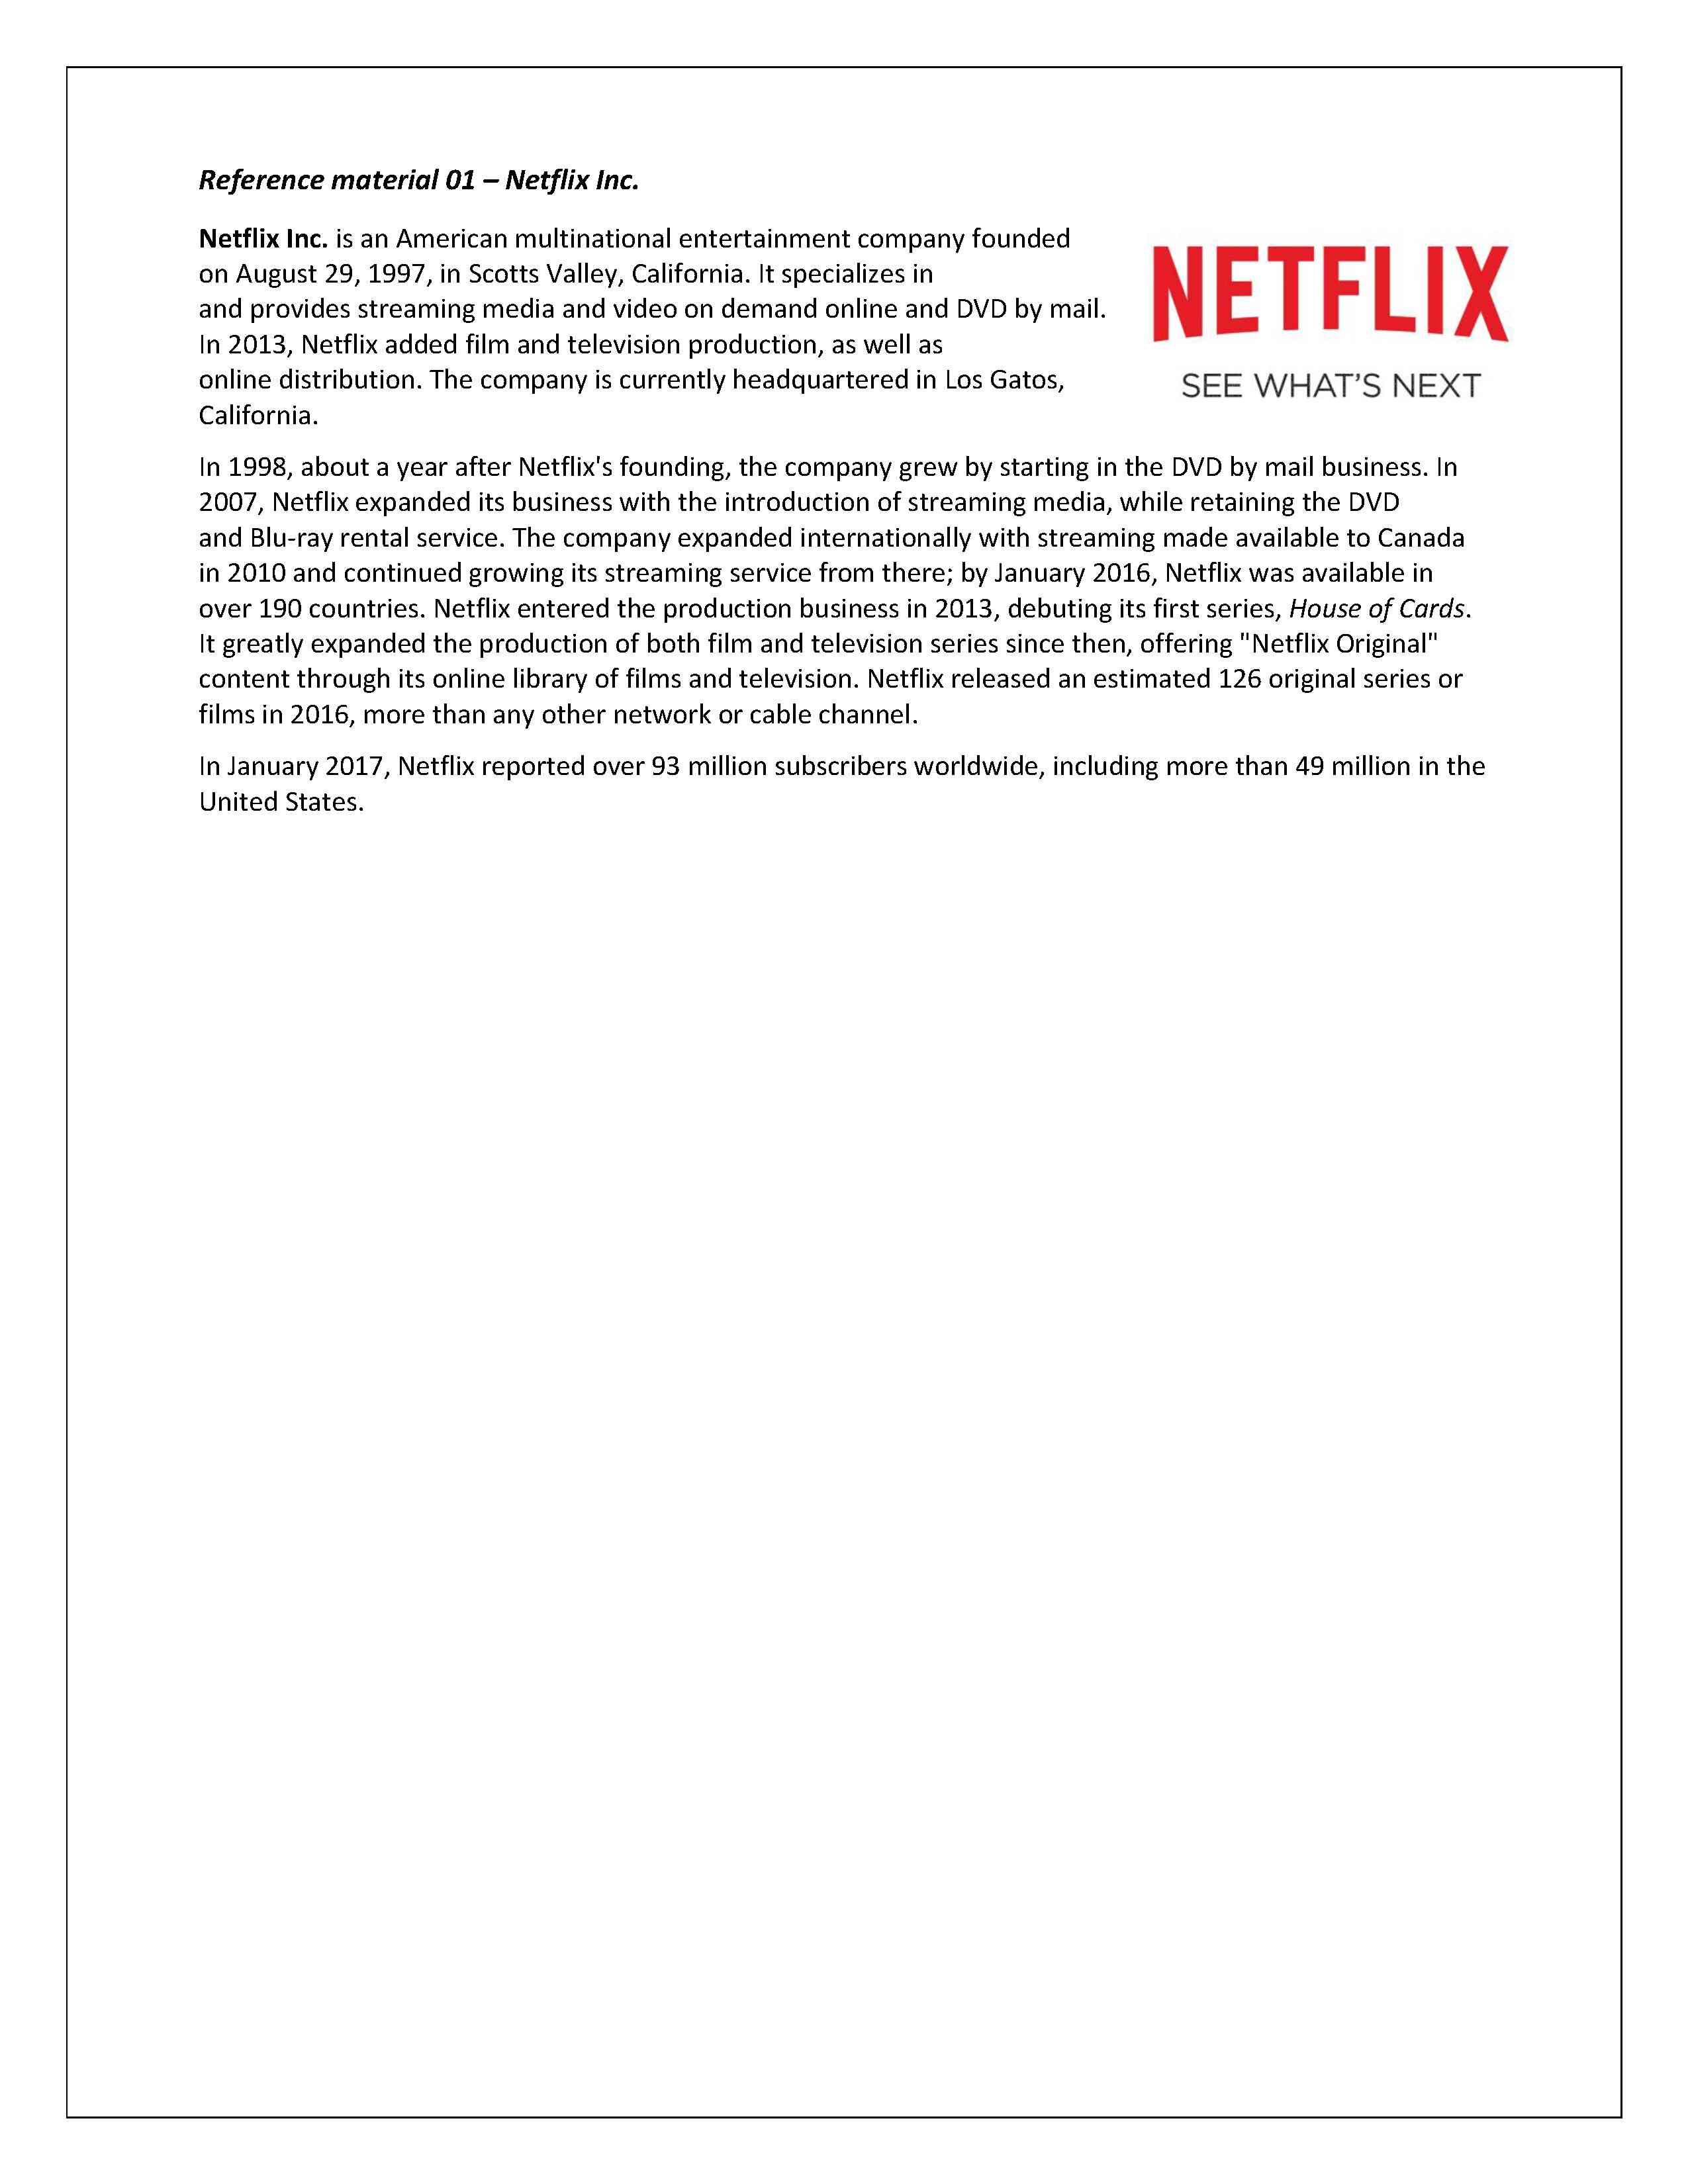 Reference material 01 – Netflix Inc.
Netflix Inc. is an American multinational entertainment company founded
on August 29, 1997, in Scotts Valley, California. It specializes in
and provides streaming media and video on demand online and DVD by mail.
In 2013, Netflix added film and television production, as well as
online distribution. The company is currently headquartered in Los Gatos,
California.
NETFLIX
SEE WHAT'S NEXT
In 1998, about a year after Netflix's founding, the company grew by starting in the DVD by mail business. In
2007, Netflix expanded its business with the introduction of streaming media, while retaining the DVD
and Blu-ray rental service. The company expanded internationally with streaming made available to Canada
in 2010 and continued growing its streaming service from there; by January 2016, Netflix was available in
over 190 countries. Netflix entered the production business in 2013, debuting its first series, House of Cards.
It greatly expanded the production of both film and television series since then, offering "Netflix Original"
content through its online library of films and television. Netflix released an estimated 126 original series or
films in 2016, more than any other network or cable channel.
In January 2017, Netflix reported over 93 million subscribers worldwide, including more than 49 million in the
United States.